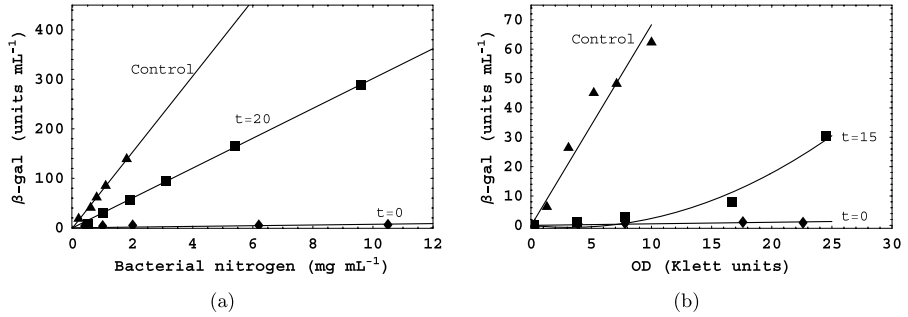 400
300
200
100
0
0 2 4 6 8 10 12
β-gal (units mL⁻¹)
Bacterial nitrogen (mg mL⁻¹)
Control
t=20
t=0
(a)
70
60
50
40
30
20
10
0
0 5 10 15 20 25 30
β-gal (units mL⁻¹)
OD (Klett units)
Control
t=15
t=0
(b)